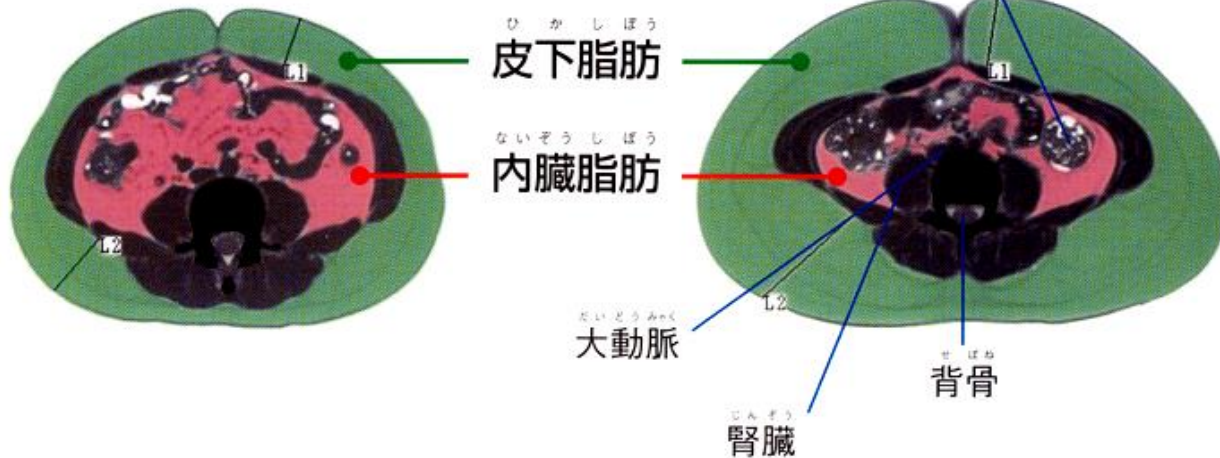 ひかしぼう
皮下脂肪
ないぞうしぼう
内臓脂肪
L1
L2
L1
L2
だいどうみゃく
大動脈
せぼね
背骨
じんぞう
腎臓